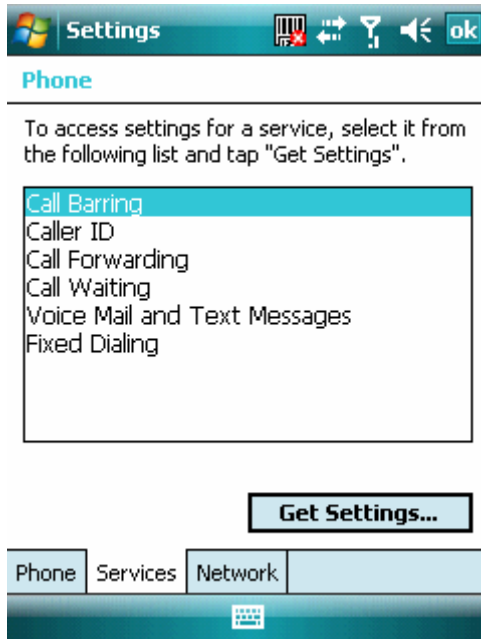 Settings
ok
Phone
To access settings for a service, select it from
the following list and tap "Get Settings".
Call Barring
Caller ID
Call Forwarding
Call Waiting
Voice Mail and Text Messages
Fixed Dialing
Get Settings...
Phone Services Network